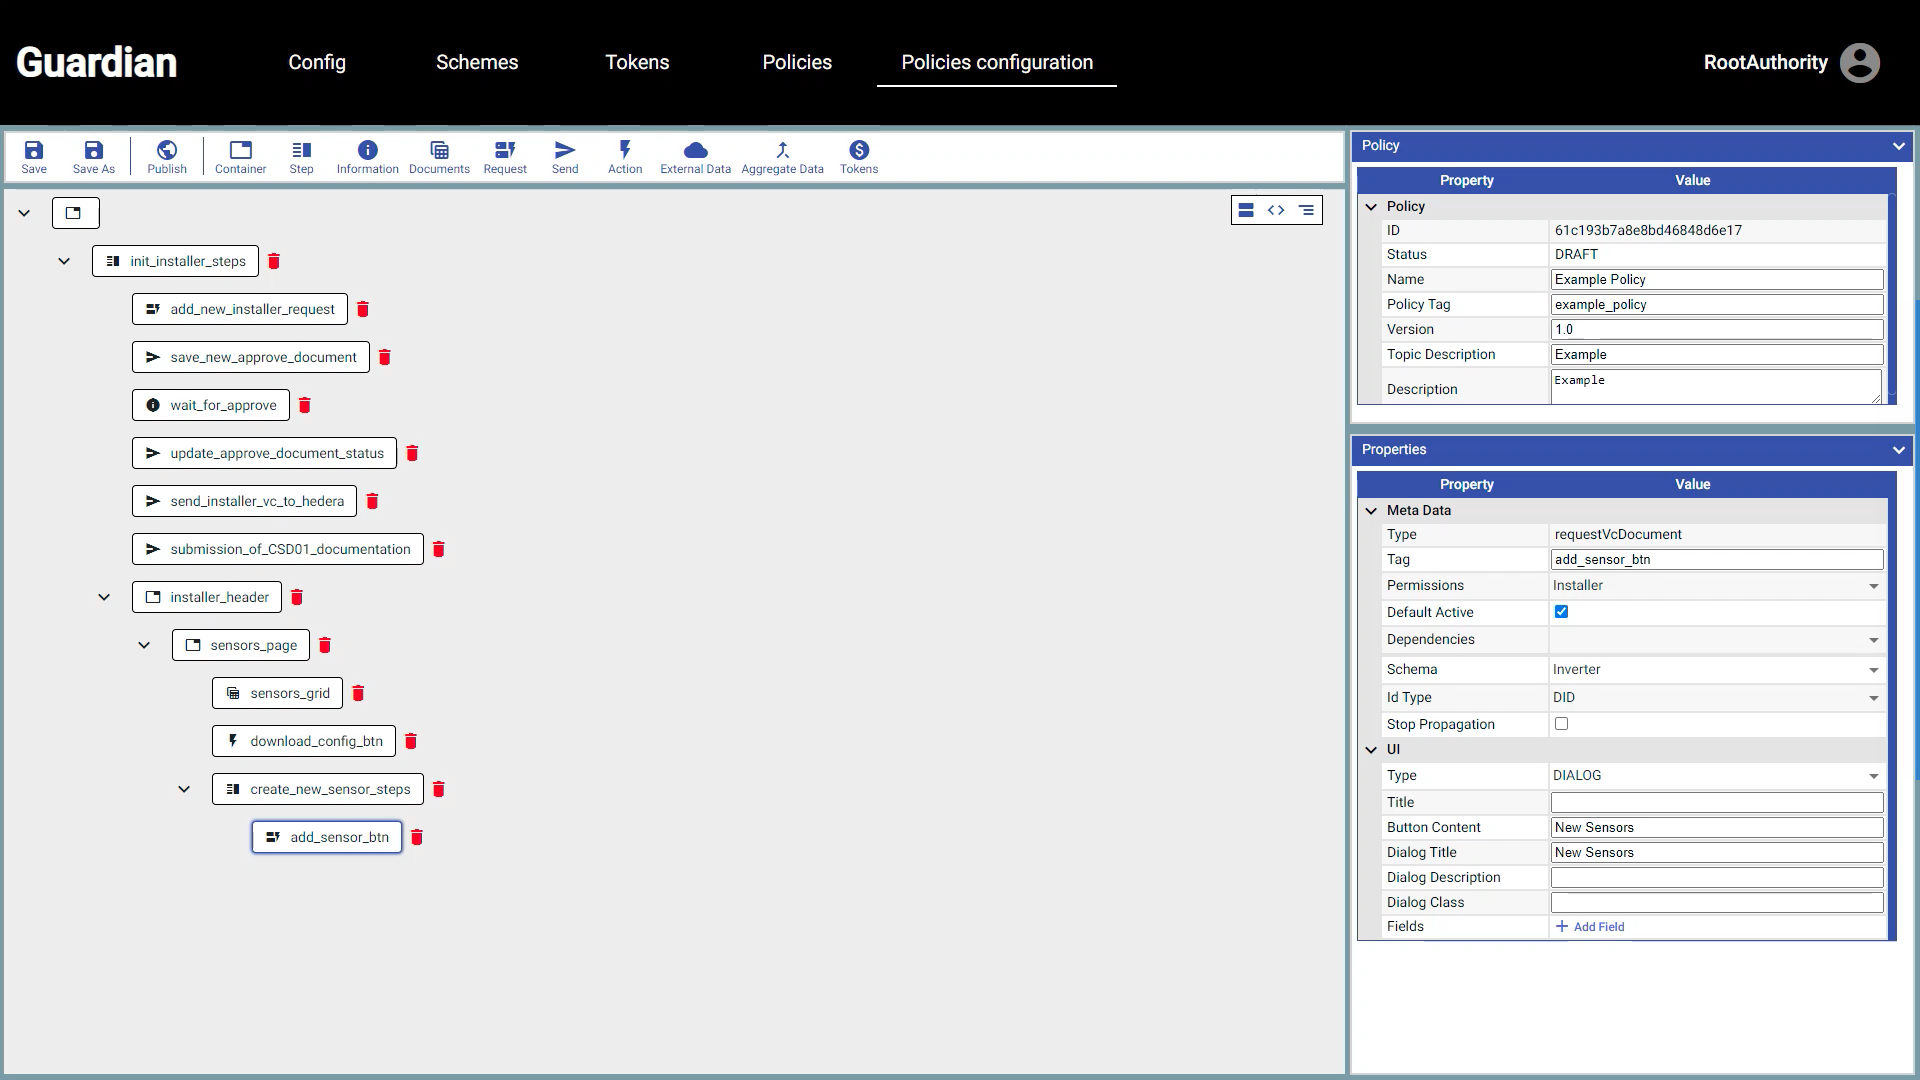 Guardian
Config
Schemes
Tokens
Policies
Policies configuration
RootAuthority
Save
Save As
Publish
Container
Step
Information
Documents
Request
Send
Action
External Data
Aggregate Data
Tokens
init_installer_steps
add_new_installer_request
save_new_approve_document
wait_for_approve
update_approve_document_status
send_installer_vc_to_hedera
submission_of_CSD01_documentation
installer_header
sensors_page
sensors_grid
download_config_btn
create_new_sensor_steps
add_sensor_btn
Policy
Property Value
Policy
ID 61c193b7a8e8bd46848d6e17
Status DRAFT
Name Example Policy
Policy Tag example_policy
Version 1.0
Topic Description Example
Description Example
Properties
Property Value
Meta Data
Type requestVcDocument
Tag add_sensor_btn
Permissions Installer
Default Active
Dependencies
Schema Inverter
Id Type DID
Stop Propagation
UI
Type DIALOG
Title
Button Content New Sensors
Dialog Title New Sensors
Dialog Description
Dialog Class
Fields + Add Field